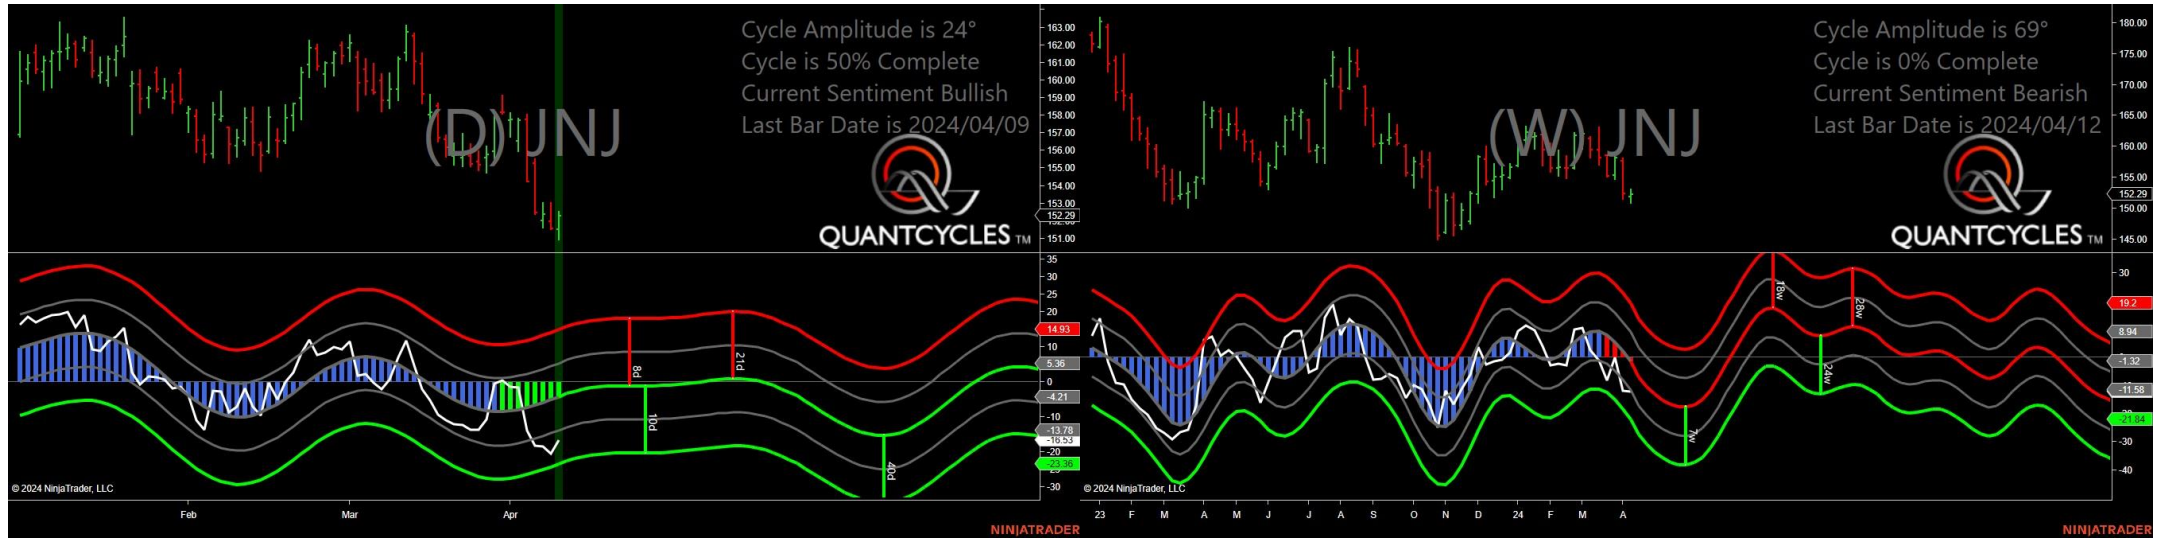 Cycle Amplitude is 24°
Cycle is 50% Complete
Current Sentiment Bullish
Last Bar Date is 2024/04/09
(D) JNJ
QUANTCYCLES TM
163.00
162.00
161.00
160.00
159.00
158.00
157.00
156.00
155.00
154.00
153.00
152.29
151.00
35
30
25
20
14.93
10
5.36
0
-4.21
-10
-13.78
-16.53
-20
-23.36
-30
8d
21d
10d
40d
© 2024 NinjaTrader, LLC
Feb Mar Apr
NINJATRADER
Cycle Amplitude is 69°
Cycle is 0% Complete
Current Sentiment Bearish
Last Bar Date is 2024/04/12
(W) JNJ
QUANTCYCLES TM
180.00
175.00
170.00
165.00
160.00
155.00
152.29
150.00
145.00
30
19.2
8.94
-1.32
-11.58
-21.84
-30
-40
18w
28w
24w
7w
© 2024 NinjaTrader, LLC
23 F M A M J J A S O N D 24 F M A
NINJATRADER